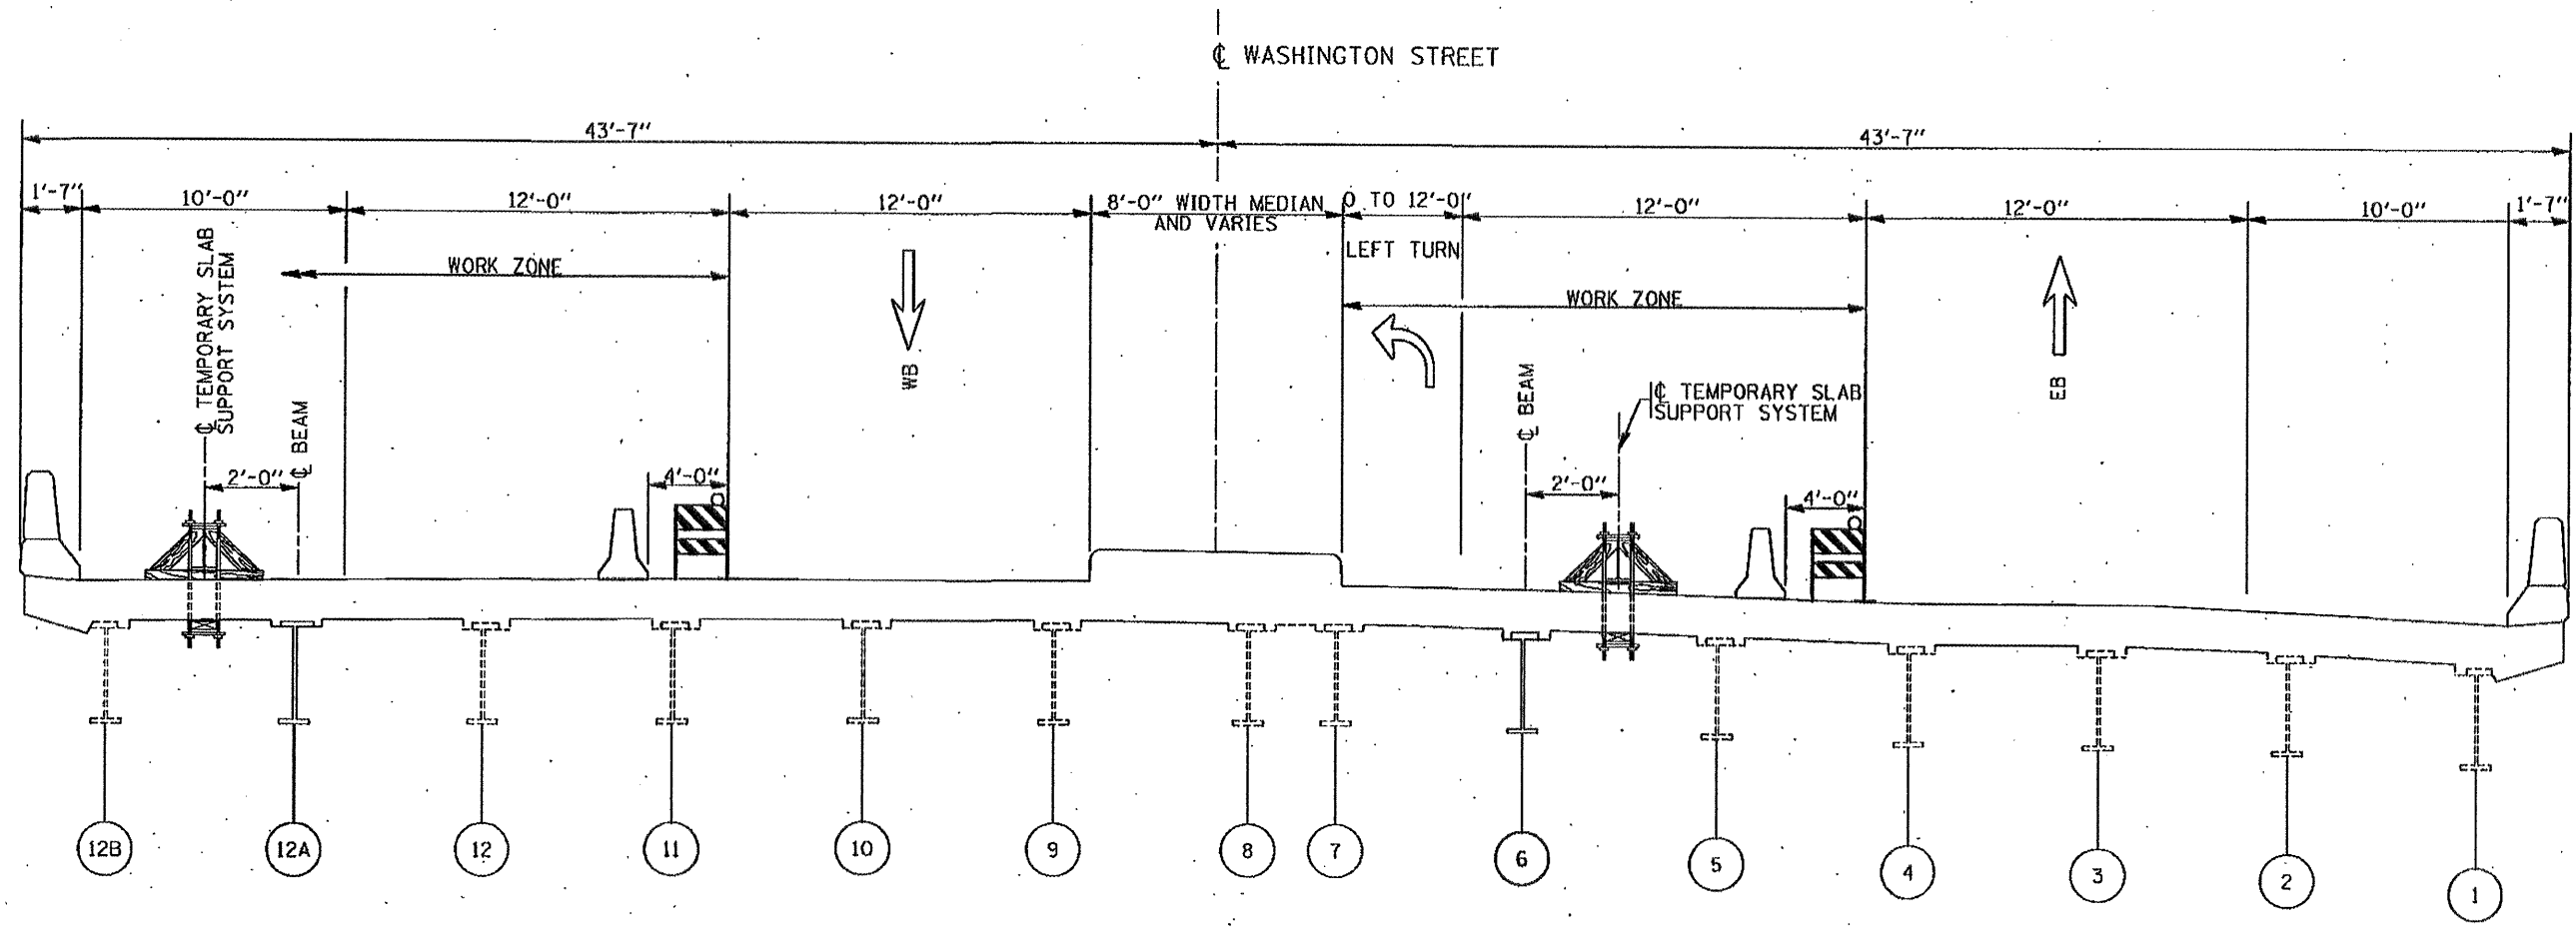 ℄ WASHINGTON STREET
43'-7"
43'-7"
1'-7"
10'-0"
12'-0"
12'-0"
8'-0" WIDTH MEDIAN
AND VARIES
0 TO 12'-0"
LEFT TURN
12'-0"
12'-0"
10'-0"
1'-7"
WORK ZONE
WORK ZONE
℄ TEMPORARY SLAB
SUPPORT SYSTEM
℄ BEAM
WB
℄ BEAM
℄ TEMPORARY SLAB
SUPPORT SYSTEM
EB
2'-0"
4'-0"
2'-0"
4'-0"
12B
12A
12
11
10
9
8
7
6
5
4
3
2
1